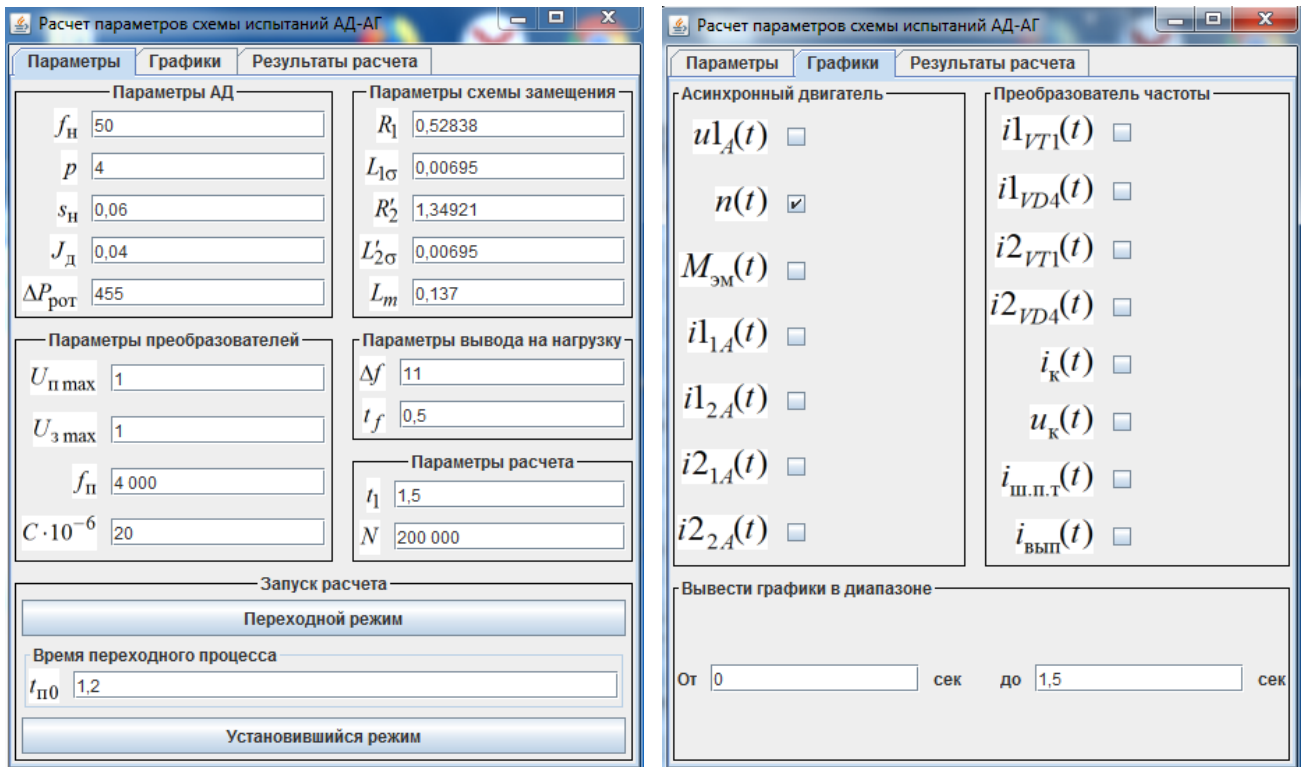 Расчет параметров схемы испытаний АД-АГ
Параметры Графики Результаты расчета
Параметры АД
fн 50
p 4
sн 0,06
Jд 0,04
ΔPрот 455
Параметры схемы замещения
R1 0,52838
L1σ 0,00695
R′2 1,34921
L′2σ 0,00695
Lm 0,137
Параметры преобразователей
Uп max 1
Uз max 1
fп 4 000
C·10⁻⁶ 20
Параметры вывода на нагрузку
Δf 11
tf 0,5
Параметры расчета
t1 1,5
N 200 000
Запуск расчета
Переходной режим
Время переходного процесса
tп0 1,2
Установившийся режим
Расчет параметров схемы испытаний АД-АГ
Параметры Графики Результаты расчета
Асинхронный двигатель
u1A(t)
n(t)
Mэм(t)
i11A(t)
i12A(t)
i21A(t)
i22A(t)
Преобразователь частоты
i1VT1(t)
i1VD4(t)
i2VT1(t)
i2VD4(t)
iк(t)
uк(t)
iш.п.т(t)
iвып(t)
Вывести графики в диапазоне
От 0 сек до 1,5 сек